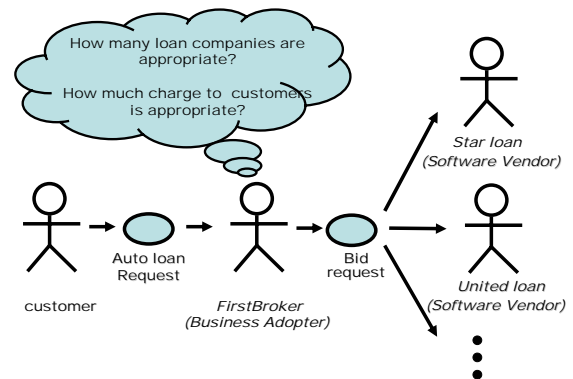 How many loan companies are
appropriate?
How much charge to customers
is appropriate?
Star loan
(Software Vendor)
Auto loan
Request
Bid
request
customer
FirstBroker
(Business Adopter)
United loan
(Software Vendor)